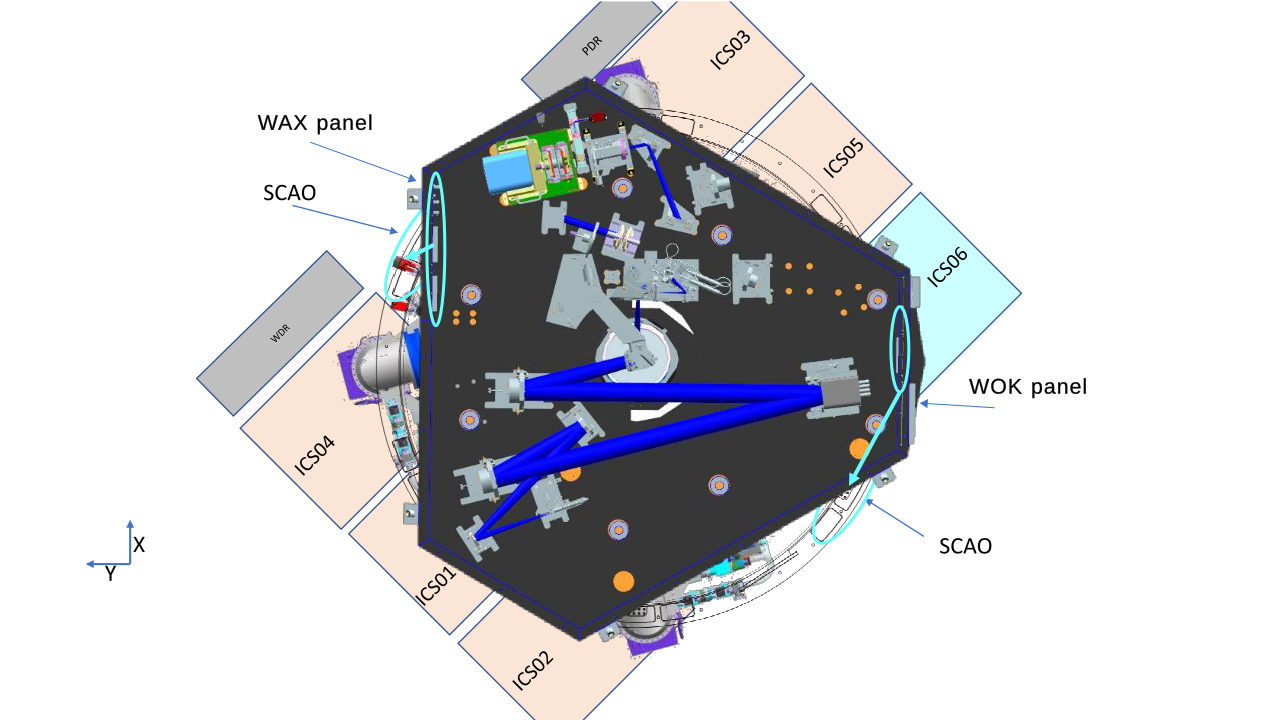 PDR
ICS03
WAX panel
ICS05
SCAO
ICS06
WDR
WOK panel
ICS04
SCAO
X
Y
ICS01
ICS02